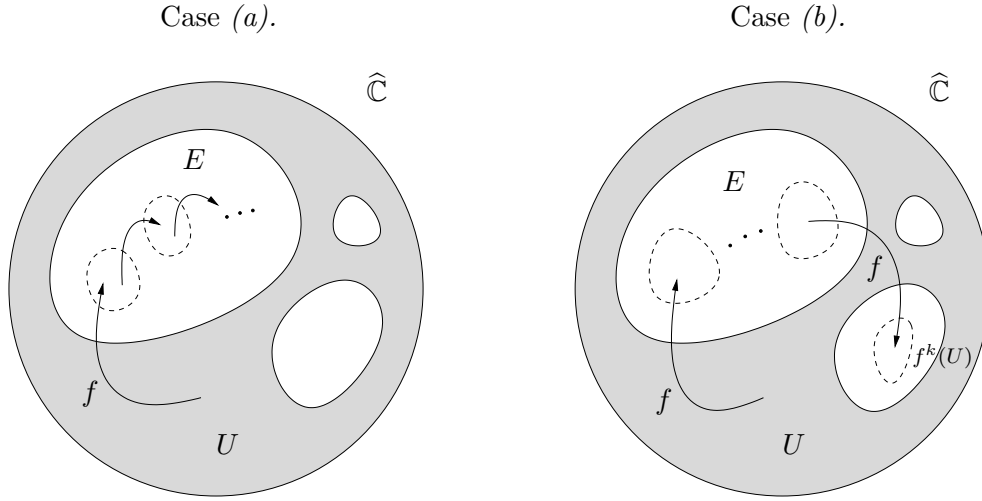 Case (a). Case (b).
Ĉ Ĉ
E E
f
f f^k(U)
f
U U